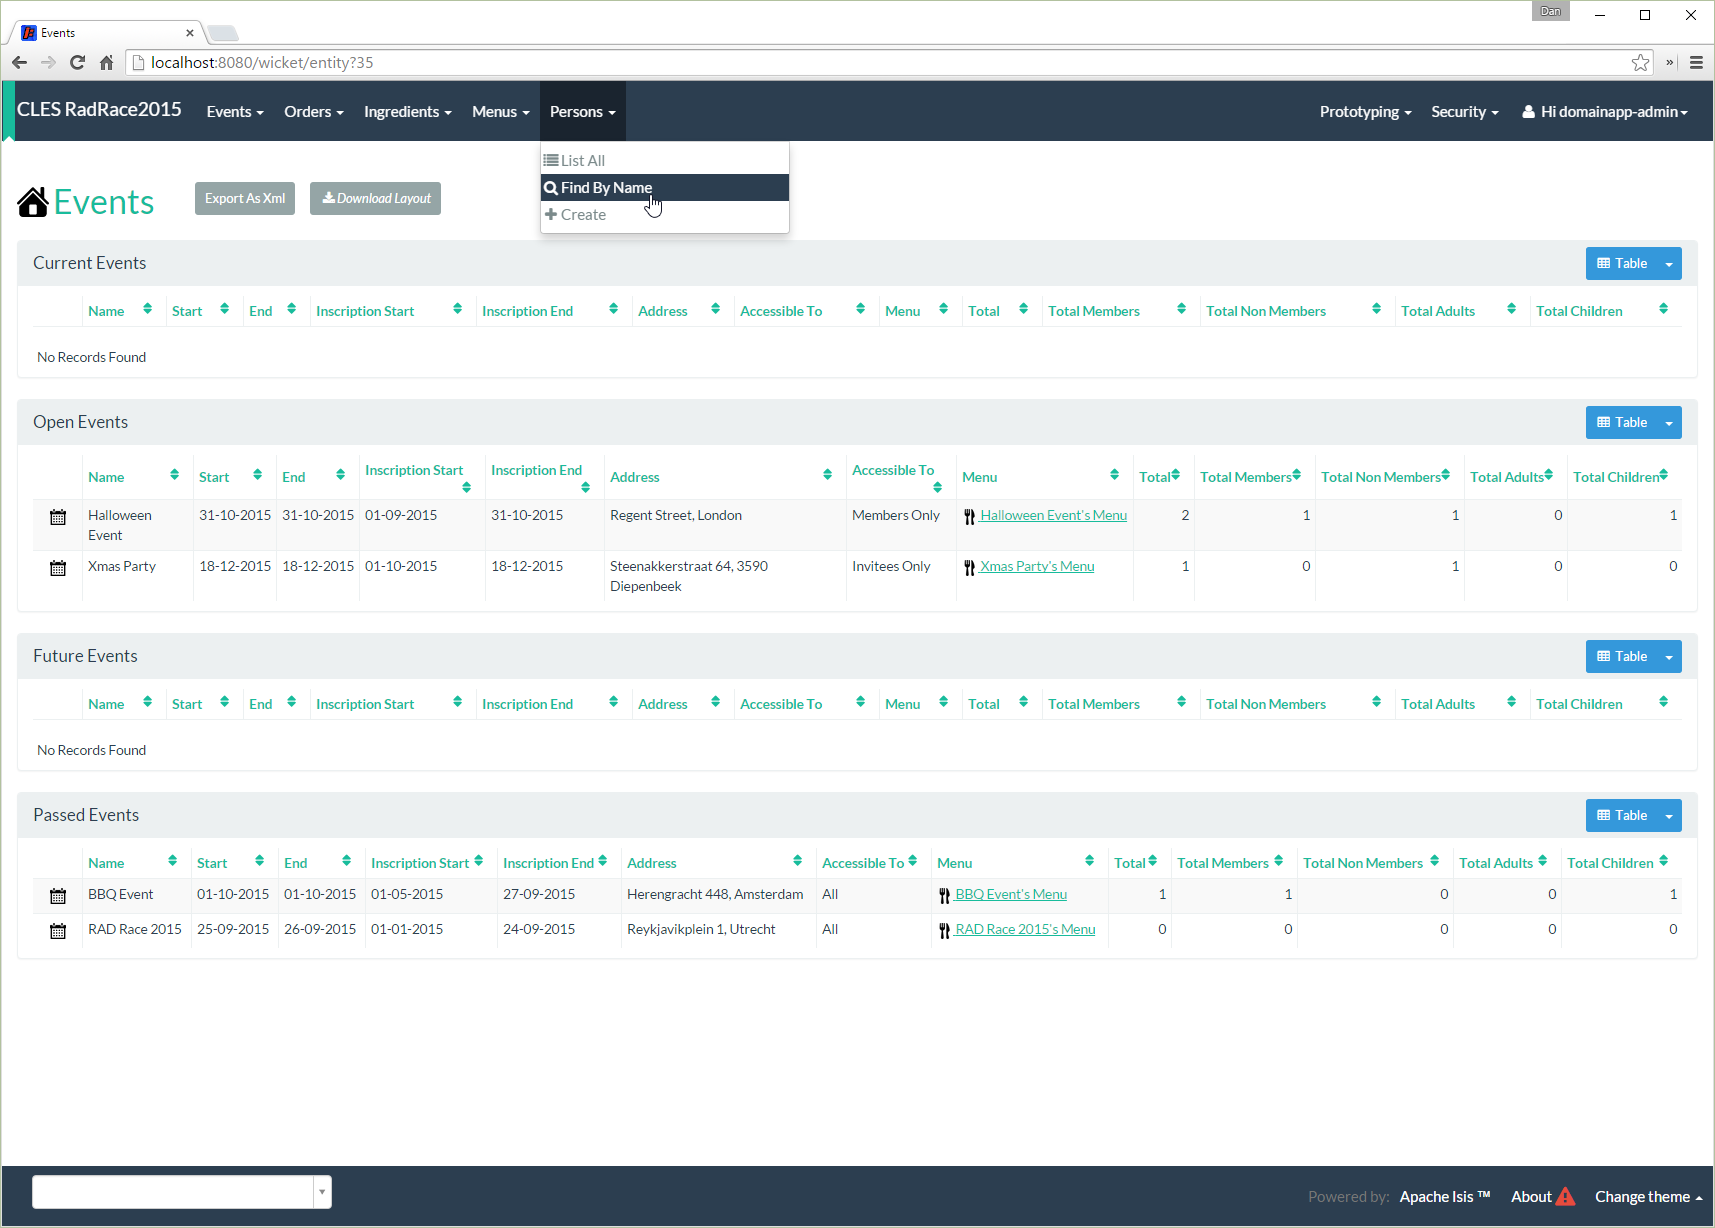 Dan
Events
localhost:8080/wicket/entity?35
CLES RadRace2015 Events Orders Ingredients Menus Persons Prototyping Security Hi domainapp-admin
List All
Find By Name
Create
Events Export As Xml Download Layout
Current Events Table
Name Start End Inscription Start Inscription End Address Accessible To Menu Total Total Members Total Non Members Total Adults Total Children
No Records Found
Open Events Table
Name Start End Inscription Start Inscription End Address Accessible To Menu Total Total Members Total Non Members Total Adults Total Children
Halloween Event 31-10-2015 31-10-2015 01-09-2015 31-10-2015 Regent Street, London Members Only Halloween Event's Menu 2 1 1 0 1
Xmas Party 18-12-2015 18-12-2015 01-10-2015 18-12-2015 Steenakkerstraat 64, 3590 Diepenbeek Invitees Only Xmas Party's Menu 1 0 1 0 0
Future Events Table
Name Start End Inscription Start Inscription End Address Accessible To Menu Total Total Members Total Non Members Total Adults Total Children
No Records Found
Passed Events Table
Name Start End Inscription Start Inscription End Address Accessible To Menu Total Total Members Total Non Members Total Adults Total Children
BBQ Event 01-10-2015 01-10-2015 01-05-2015 27-09-2015 Herengracht 448, Amsterdam All BBQ Event's Menu 1 1 0 0 1
RAD Race 2015 25-09-2015 26-09-2015 01-01-2015 24-09-2015 Reykjavikplein 1, Utrecht All RAD Race 2015's Menu 0 0 0 0 0
Powered by: Apache Isis ™ About Change theme